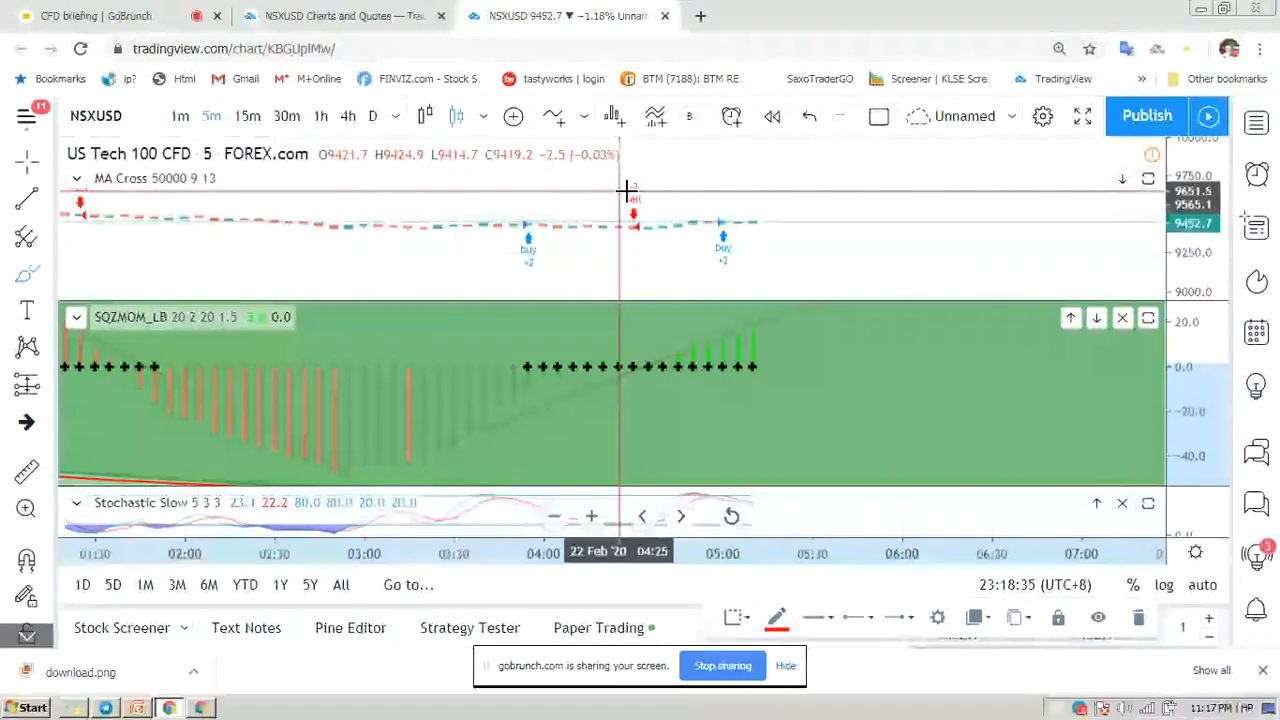 CFD briefing | GoBrunch
NSXUSD Charts and Quotes — Tra
NSXUSD 9452.7 ▼ −1.18% Unnam
tradingview.com/chart/KBGUplMw/
Bookmarks
ip?
Html
Gmail
M+Online
FINVIZ.com - Stock S
tastyworks | login
BTM (7188): BTM RE
SaxoTraderGO
Screener | KLSE Scre
TradingView
»
Other bookmarks
11
NSXUSD
1m 5m 15m 30m 1h 4h D
B
Unnamed
Publish
US Tech 100 CFD · 5 · FOREX.com O9421.7 H9424.9 L9414.7 C9419.2 −2.5 (−0.03%)
MA Cross 50000 9 13
9750.0
9651.5
9565.1
9452.7
9250.0
9000.0
buy
+2
buy
+2
SQZMOM_LB 20 2 20 1.5 0.0
20.0
0.0
−20.0
−40.0
Stochastic Slow 5 3 3 23.1 22.2 80.0 80.0 20.0 20.0
01:30 02:00 02:30 03:00 03:30 04:00 22 Feb '20 04:25 05:00 05:30 06:00 06:30 07:00
1D 5D 1M 3M 6M YTD 1Y 5Y All Go to...
23:18:35 (UTC+8) % log auto
3
Stock Screener Text Notes Pine Editor Strategy Tester Paper Trading
1
gobrunch.com is sharing your screen.
Stop sharing
Hide
download.png
Show all
Start
11:17 PM